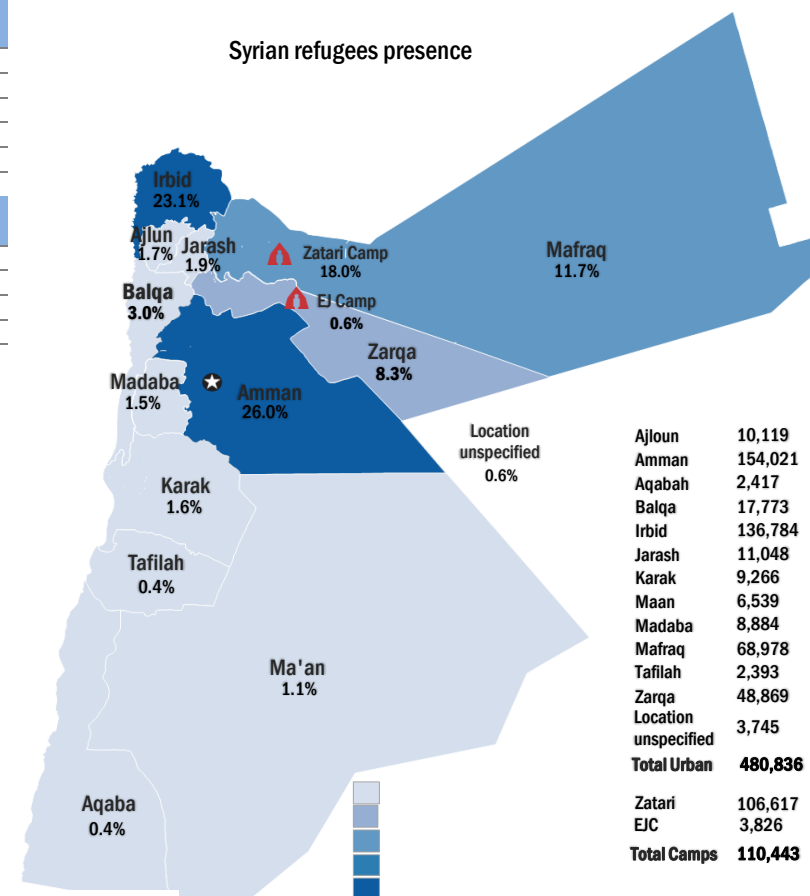 Syrian refugees presence
Irbid
23.1%
Ajlun
1.7%
Jarash
1.9%
Zatari Camp
18.0%
Mafraq
11.7%
Balqa
3.0%
EJ Camp
0.6%
Zarqa
8.3%
Madaba
1.5%
Amman
26.0%
Location
unspecified
0.6%
Karak
1.6%
Tafilah
0.4%
Ma'an
1.1%
Aqaba
0.4%
Ajloun 10,119
Amman 154,021
Aqabah 2,417
Balqa 17,773
Irbid 136,784
Jarash 11,048
Karak 9,266
Maan 6,539
Madaba 8,884
Mafraq 68,978
Tafilah 2,393
Zarqa 48,869
Location
unspecified 3,745
Total Urban 480,836
Zatari 106,617
EJC 3,826
Total Camps 110,443